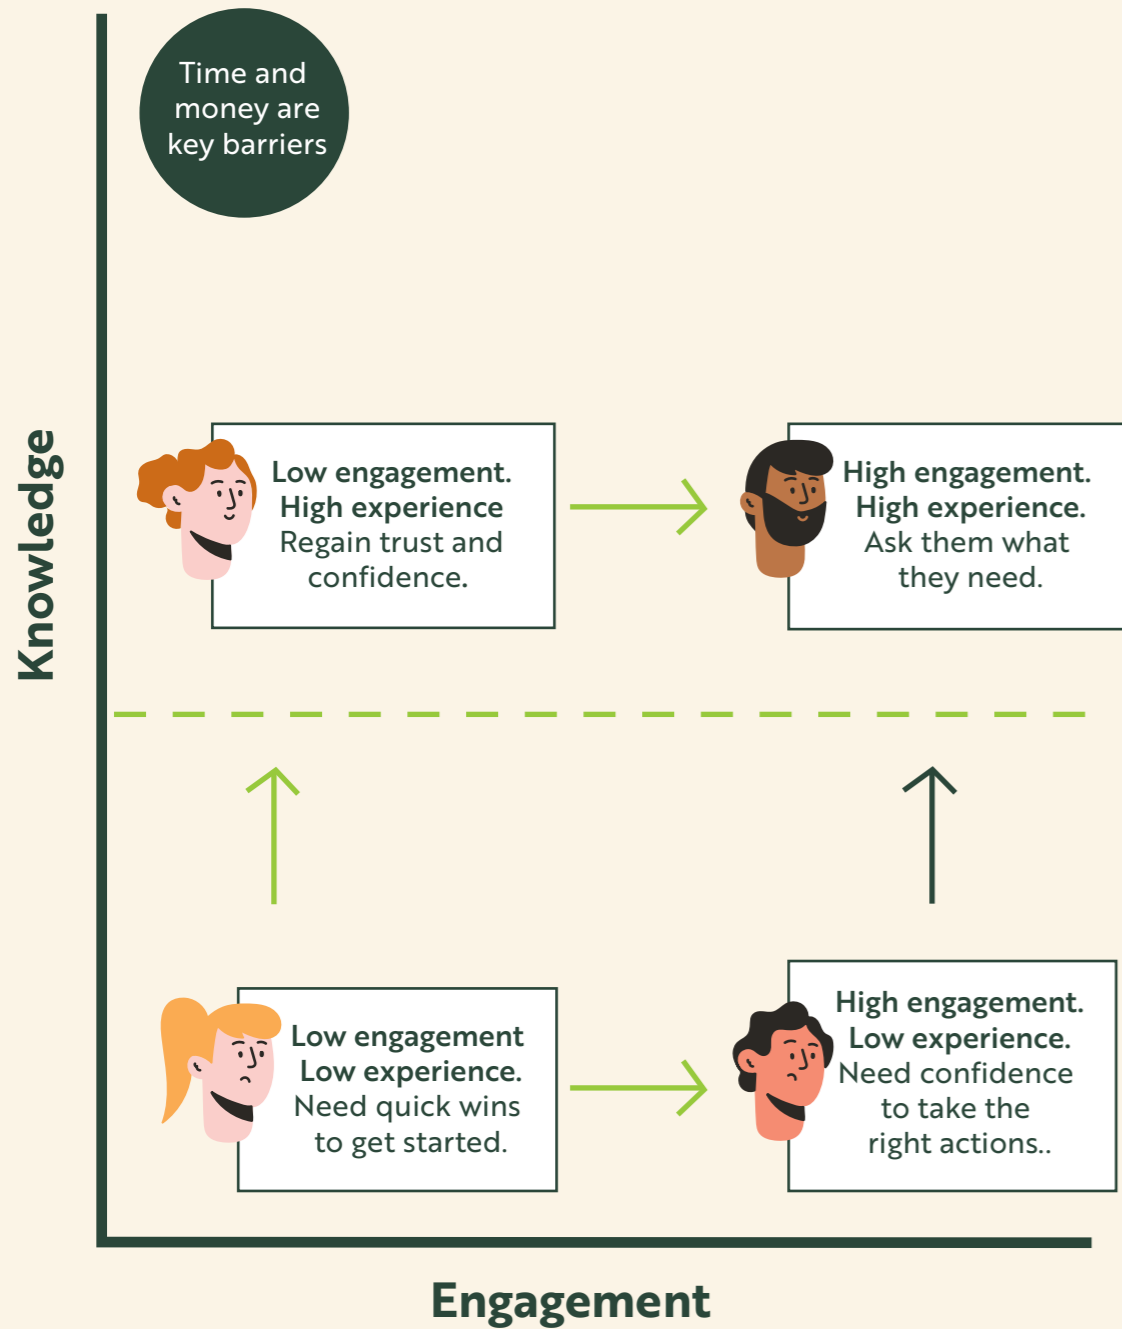 Time and
money are
key barriers
Knowledge
Low engagement.
High experience
Regain trust and
confidence.
High engagement.
High experience.
Ask them what
they need.
Low engagement
Low experience.
Need quick wins
to get started.
High engagement.
Low experience.
Need confidence
to take the
right actions..
Engagement